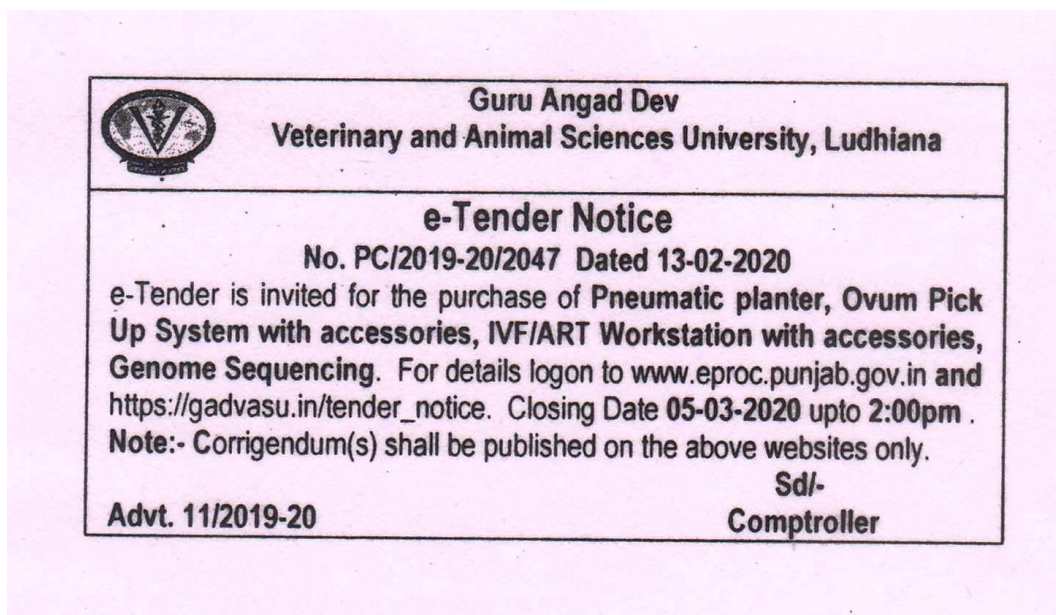 Guru Angad Dev
Veterinary and Animal Sciences University, Ludhiana
e-Tender Notice
No. PC/2019-20/2047 Dated 13-02-2020
e-Tender is invited for the purchase of Pneumatic planter, Ovum Pick
Up System with accessories, IVF/ART Workstation with accessories,
Genome Sequencing. For details logon to www.eproc.punjab.gov.in and
https://gadvasu.in/tender_notice. Closing Date 05-03-2020 upto 2:00pm .
Note:- Corrigendum(s) shall be published on the above websites only.
Sd/-
Advt. 11/2019-20 Comptroller